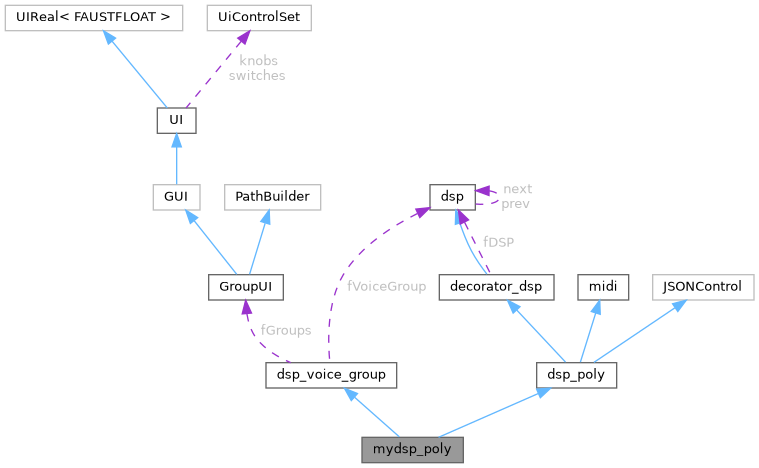 UIReal< FAUSTFLOAT >
UiControlSet
knobs
switches
UI
GUI
PathBuilder
dsp
next
prev
fDSP
GroupUI
fVoiceGroup
decorator_dsp
midi
JSONControl
fGroups
dsp_voice_group
dsp_poly
mydsp_poly